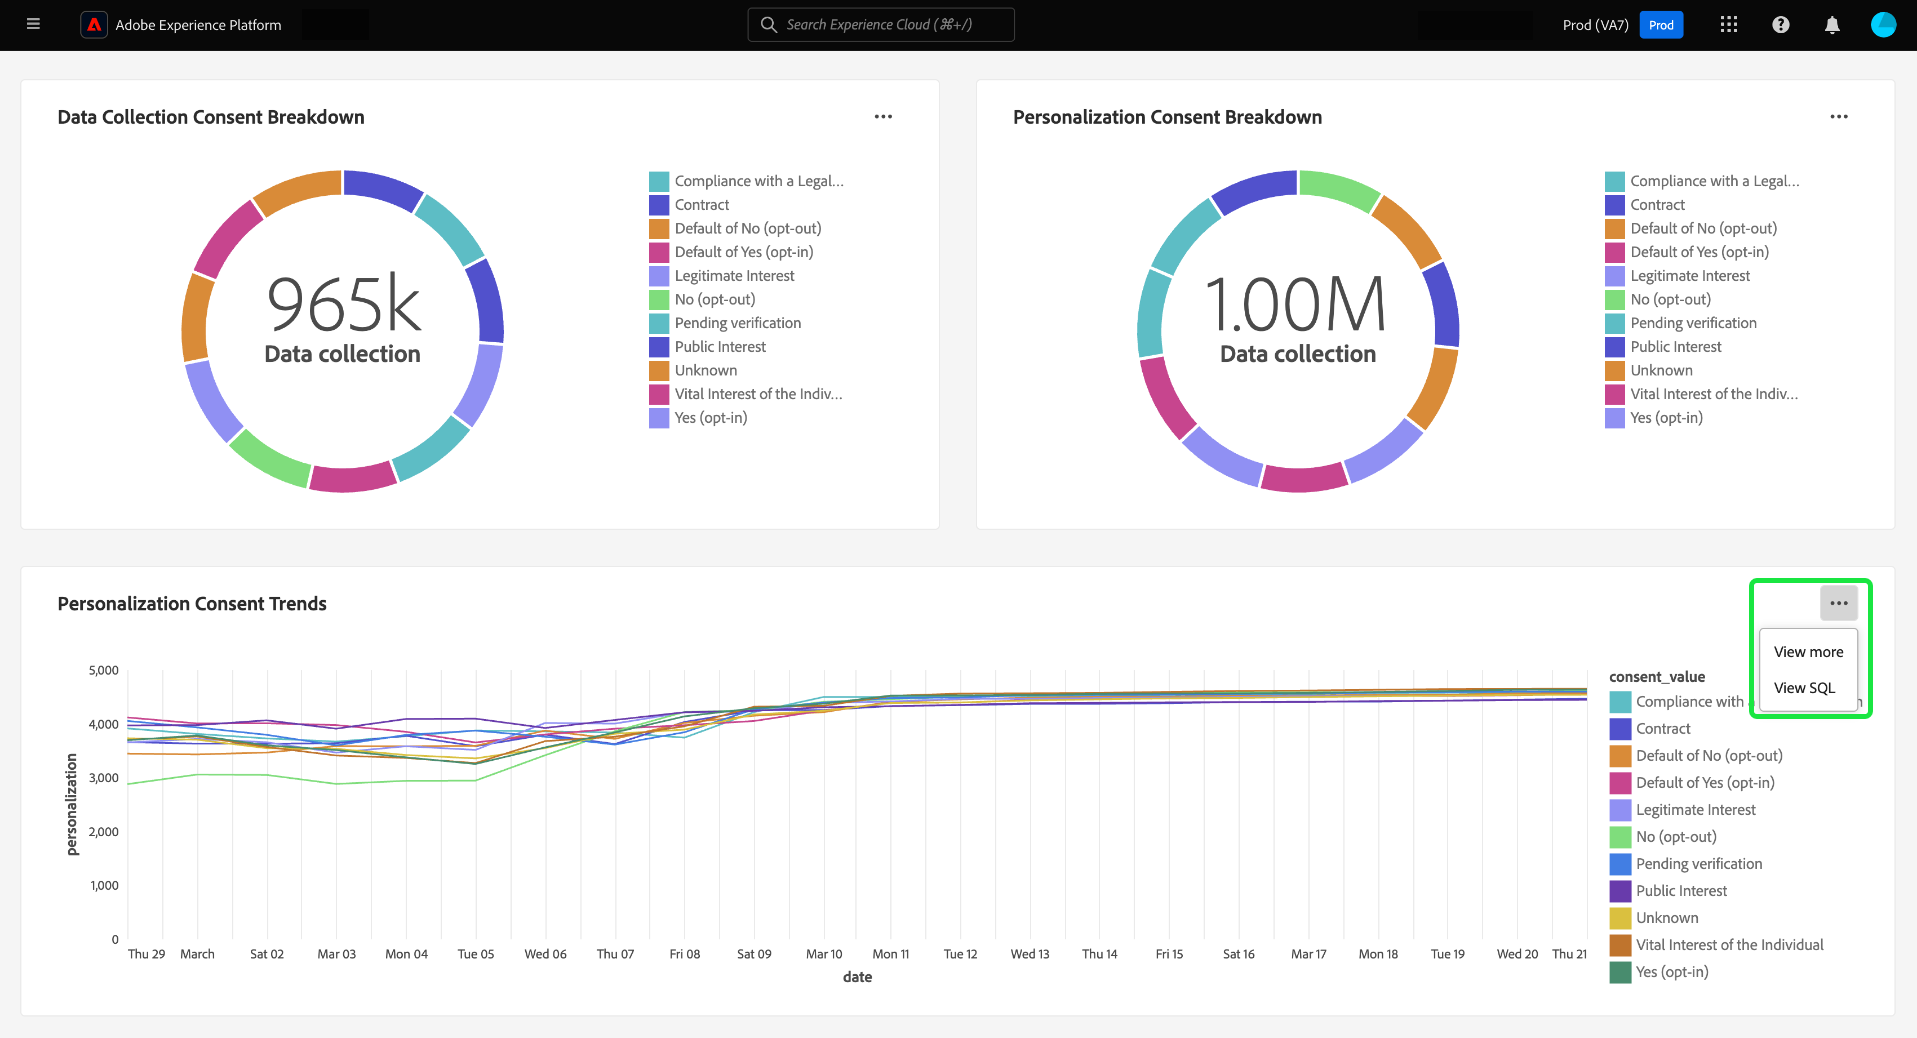 Adobe Experience Platform
Search Experience Cloud (⌘+/)
Prod (VA7)
Prod
Data Collection Consent Breakdown
965k
Data collection
Compliance with a Legal...
Contract
Default of No (opt-out)
Default of Yes (opt-in)
Legitimate Interest
No (opt-out)
Pending verification
Public Interest
Unknown
Vital Interest of the Indiv...
Yes (opt-in)
Personalization Consent Breakdown
1.00M
Data collection
Compliance with a Legal...
Contract
Default of No (opt-out)
Default of Yes (opt-in)
Legitimate Interest
No (opt-out)
Pending verification
Public Interest
Unknown
Vital Interest of the Indiv...
Yes (opt-in)
Personalization Consent Trends
View more
View SQL
personalization
5,000
4,000
3,000
2,000
1,000
0
Thu 29 March Sat 02 Mar 03 Mon 04 Tue 05 Wed 06 Thu 07 Fri 08 Sat 09 Mar 10 Mon 11 Tue 12 Wed 13 Thu 14 Fri 15 Sat 16 Mar 17 Mon 18 Tue 19 Wed 20 Thu 21
date
consent_value
Compliance with
Contract
Default of No (opt-out)
Default of Yes (opt-in)
Legitimate Interest
No (opt-out)
Pending verification
Public Interest
Unknown
Vital Interest of the Individual
Yes (opt-in)